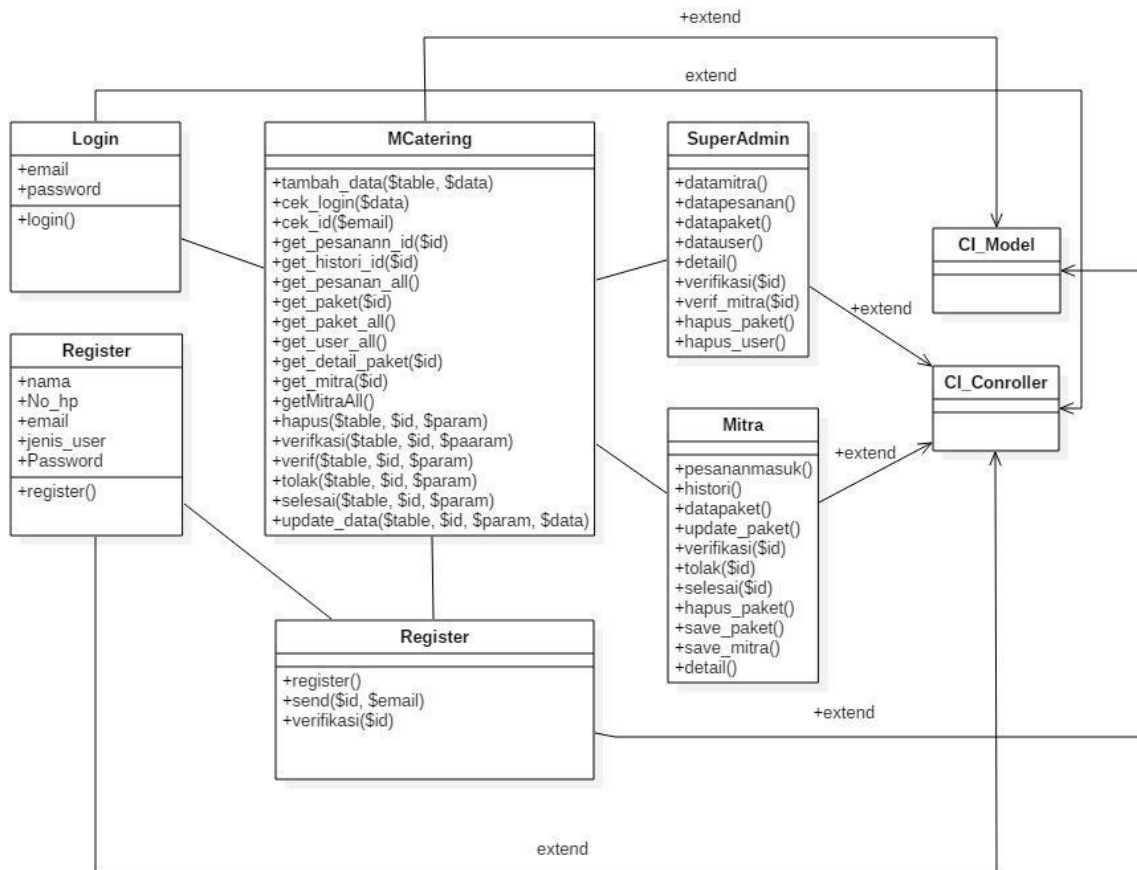 +extend
extend
Login
+email
+password
+login()
MCatering
+tambah_data($table, $data)
+cek_login($data)
+cek_id($email)
+get_pesanann_id($id)
+get_histori_id($id)
+get_pesanan_all()
+get_paket($id)
+get_paket_all()
+get_user_all()
+get_detail_paket($id)
+get_mitra($id)
+getMitraAll()
+hapus($table, $id, $param)
+verifkasi($table, $id, $paaram)
+verif($table, $id, $param)
+tolak($table, $id, $param)
+selesai($table, $id, $param)
+update_data($table, $id, $param, $data)
SuperAdmin
+datamitra()
+datapesanan()
+datapaket()
+datauser()
+detail()
+verifikasi($id)
+verif_mitra($id)
+hapus_paket()
+hapus_user()
CI_Model
+extend
CI_Conroller
Register
+nama
+No_hp
+email
+jenis_user
+Password
+register()
Mitra
+pesananmasuk()
+histori()
+datapaket()
+update_paket()
+verifikasi($id)
+tolak($id)
+selesai($id)
+hapus_paket()
+save_paket()
+save_mitra()
+detail()
+extend
Register
+register()
+send($id, $email)
+verifikasi($id)
+extend
extend